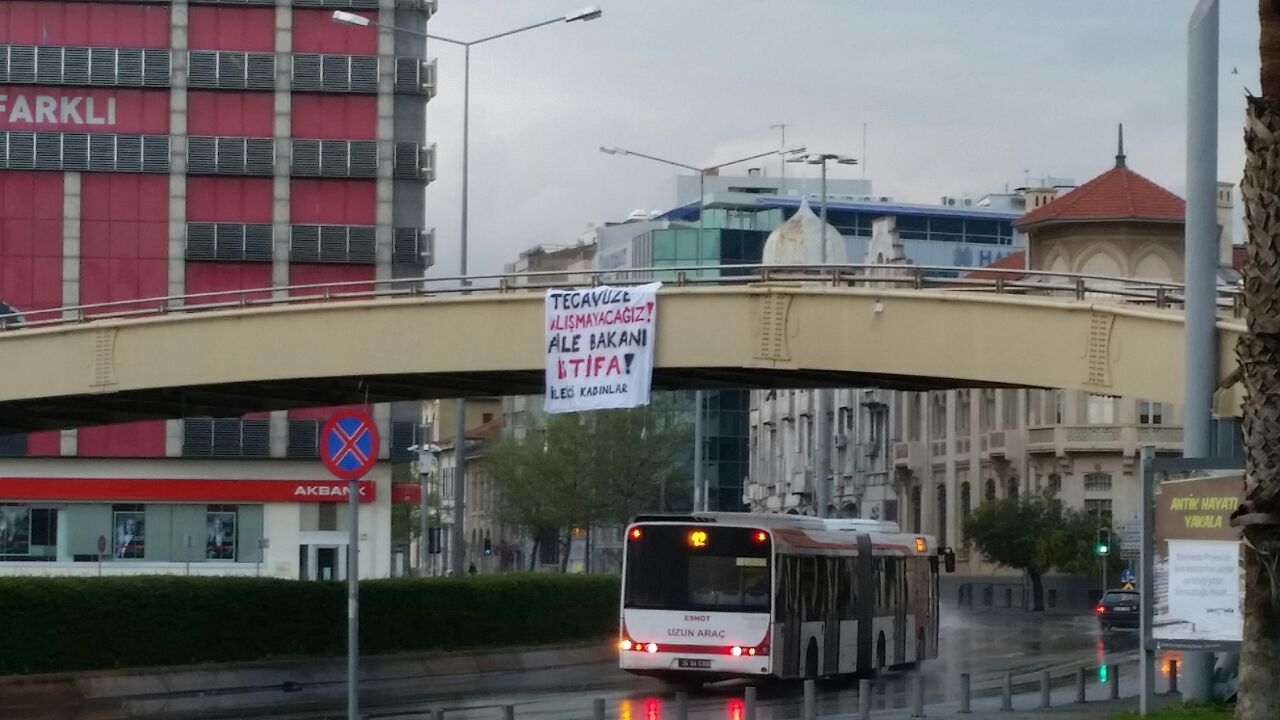 FARKLI
TECAVÜZE
ALIŞMAYACAĞIZ!
AİLE BAKANI
İSTİFA!
İLERİCİ KADINLAR
AKBANK
ESHOT
UZUN ARAÇ
ANTİK HAYATI
YAKALA